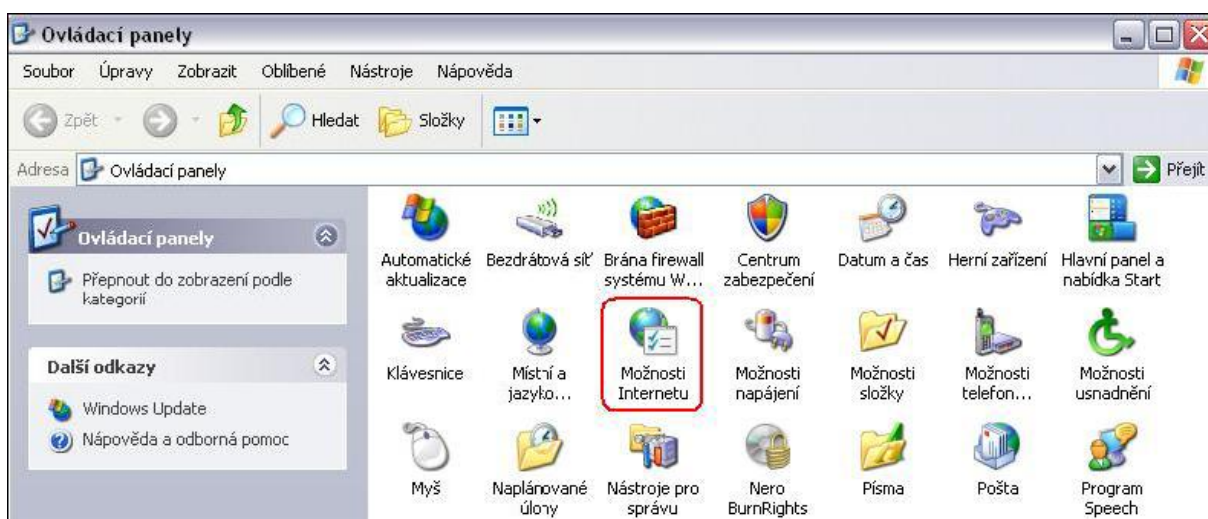 Ovládací panely
Soubor Úpravy Zobrazit Oblíbené Nástroje Nápověda
Zpět Hledat Složky
Adresa Ovládací panely Přejít
Ovládací panely
Přepnout do zobrazení podle
kategorií
Další odkazy
Windows Update
Nápověda a odborná pomoc
Automatické
aktualizace
Bezdrátová síť
Brána firewall
systému W...
Centrum
zabezpečení
Datum a čas
Herní zařízení
Hlavní panel a
nabídka Start
Klávesnice
Místní a
jazyko...
Možnosti
Internetu
Možnosti
napájení
Možnosti
složky
Možnosti
telefon...
Možnosti
usnadnění
Myš
Naplánované
úlohy
Nástroje pro
správu
Nero
BurnRights
Písma
Pošta
Program
Speech